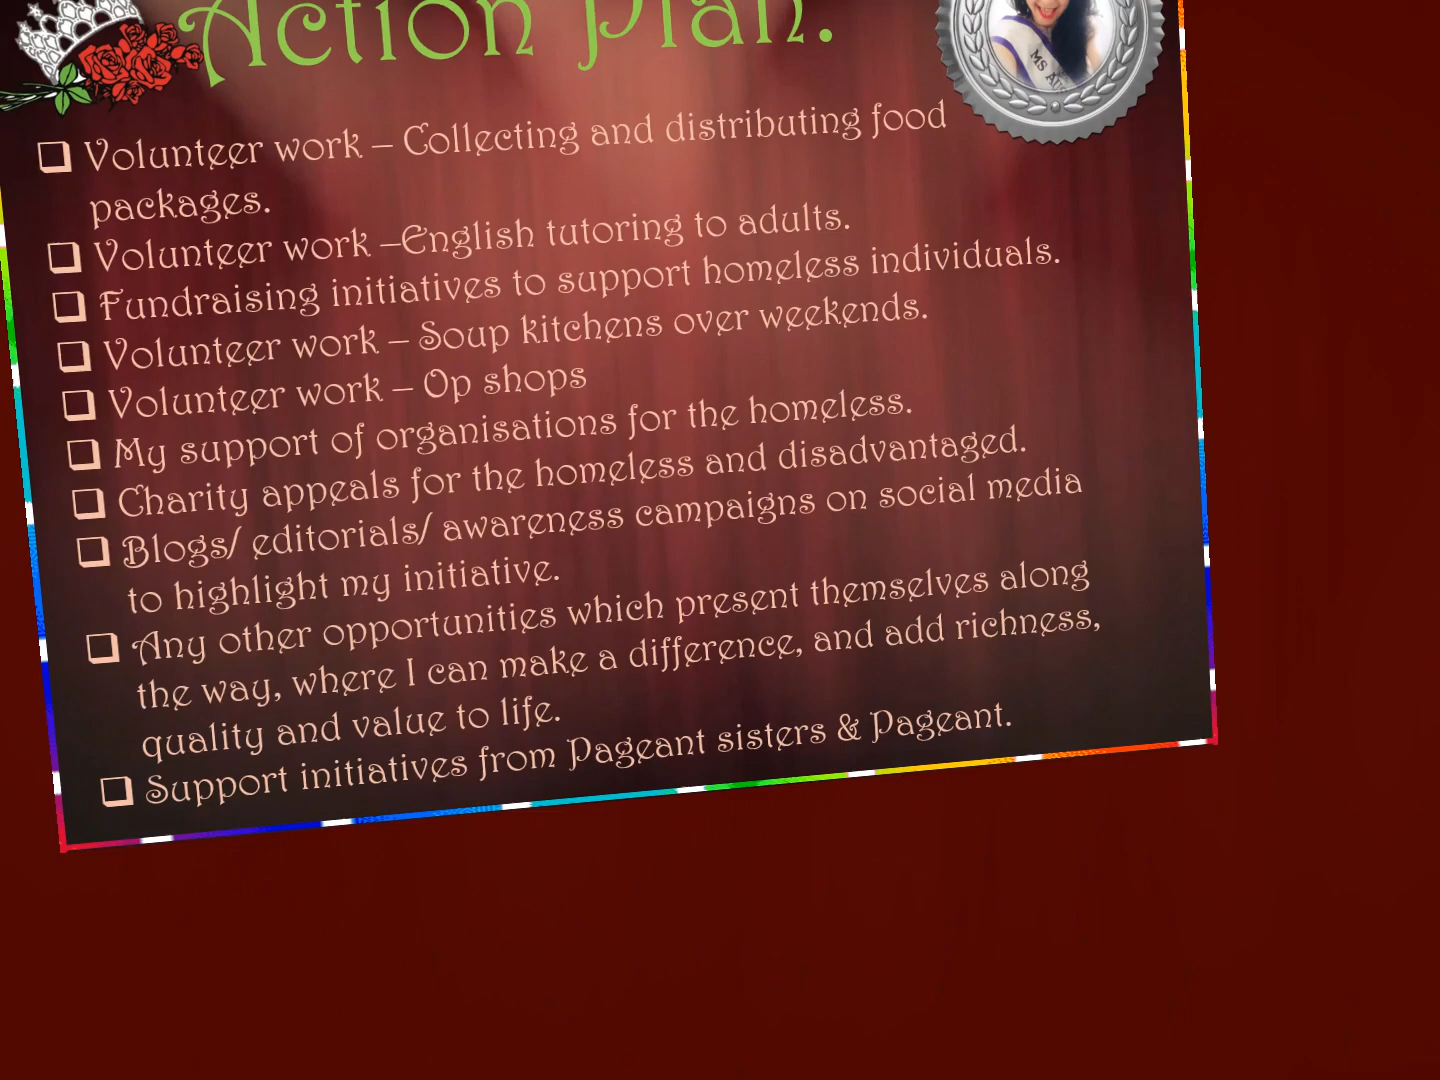 Action Plan.
MS
Volunteer work – Collecting and distributing food
packages.
Volunteer work –English tutoring to adults.
Fundraising initiatives to support homeless individuals.
Volunteer work – Soup kitchens over weekends.
Volunteer work – Op shops
My support of organisations for the homeless.
Charity appeals for the homeless and disadvantaged.
Blogs/ editorials/ awareness campaigns on social media
to highlight my initiative.
Any other opportunities which present themselves along
the way, where I can make a difference, and add richness,
quality and value to life.
Support initiatives from Pageant sisters & Pageant.